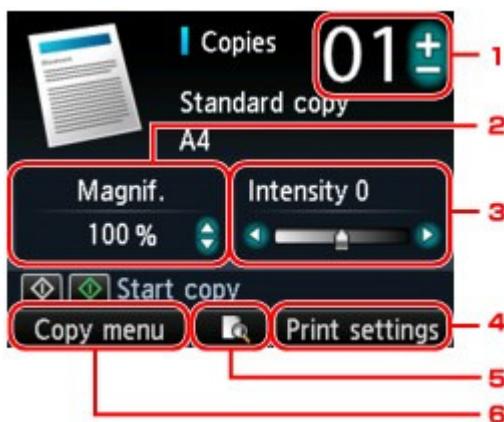 Copies
01
Standard copy
A4
Magnif.
100 %
Intensity 0
Start copy
Copy menu
Print settings
1
2
3
4
5
6